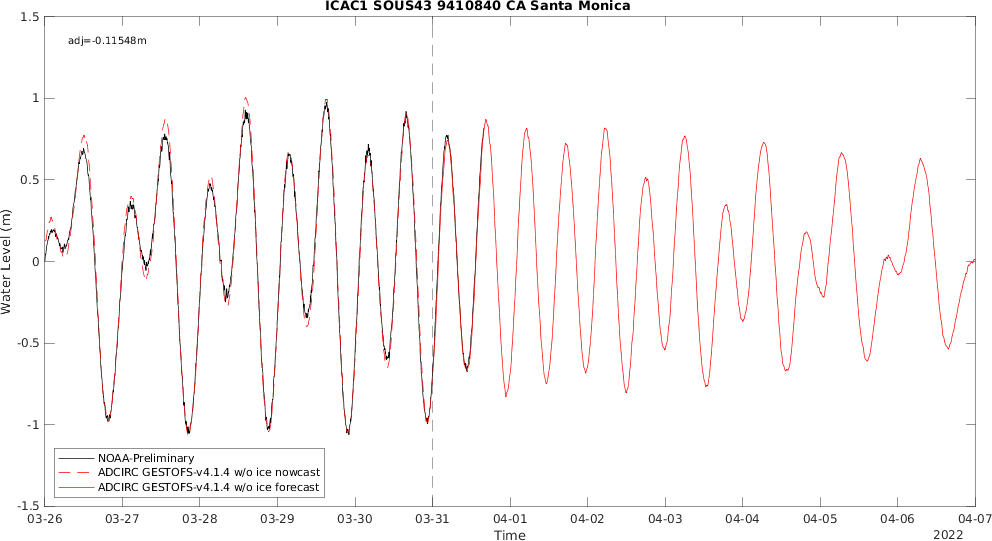 ICAC1 SOUS43 9410840 CA Santa Monica
adj=-0.11548m
1.5
1
0.5
0
-0.5
-1
-1.5
Water Level (m)
NOAA-Preliminary
ADCIRC GESTOFS-v4.1.4 w/o ice nowcast
ADCIRC GESTOFS-v4.1.4 w/o ice forecast
03-26 03-27 03-28 03-29 03-30 03-31 04-01 04-02 04-03 04-04 04-05 04-06 04-07
Time
2022